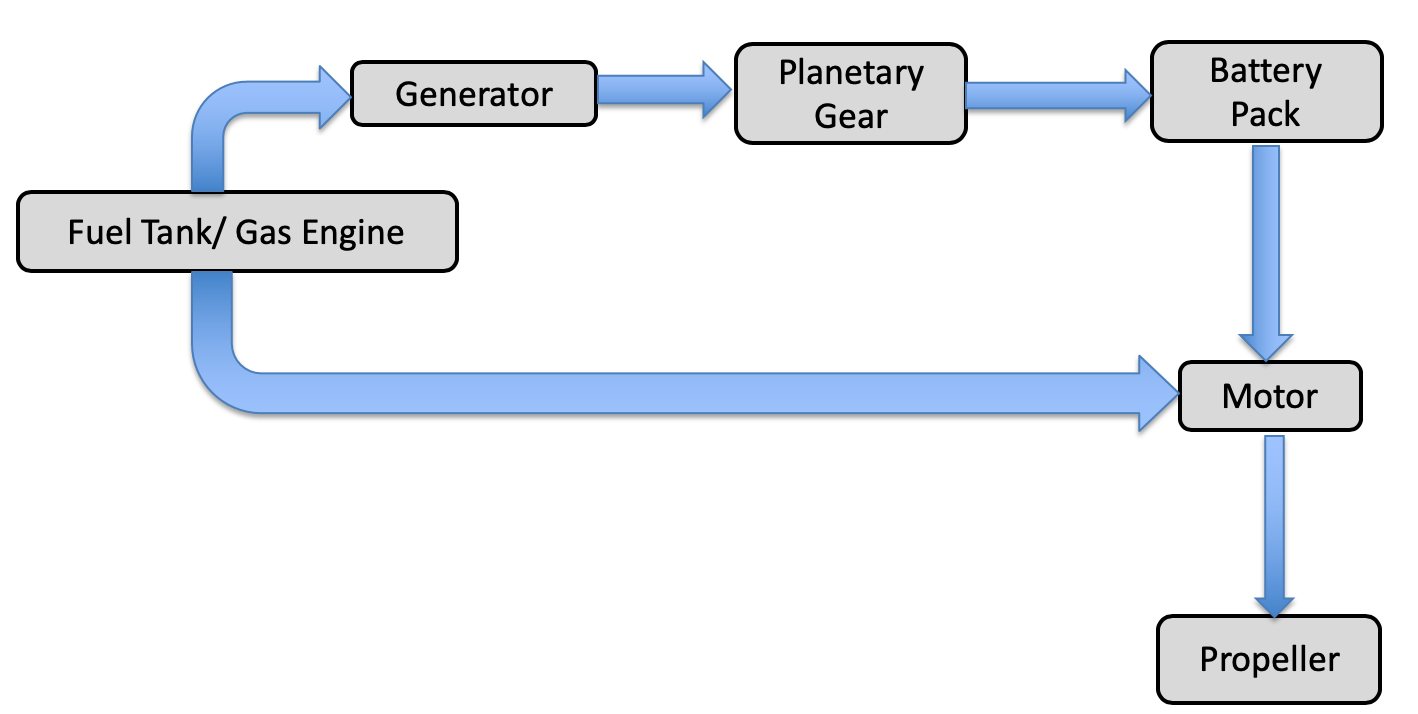 Generator
Planetary
Gear
Battery
Pack
Fuel Tank/ Gas Engine
Motor
Propeller